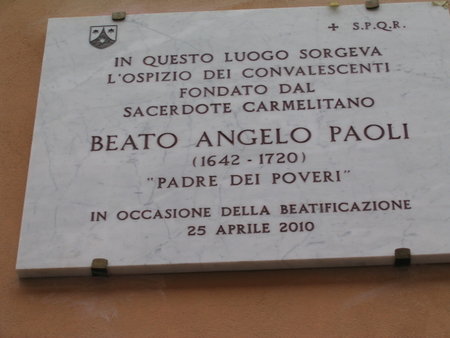 + S.P.Q.R.
IN QUESTO LUOGO SORGEVA
L'OSPIZIO DEI CONVALESCENTI
FONDATO DAL
SACERDOTE CARMELITANO
BEATO ANGELO PAOLI
(1642 - 1720)
"PADRE DEI POVERI"
IN OCCASIONE DELLA BEATIFICAZIONE
25 APRILE 2010